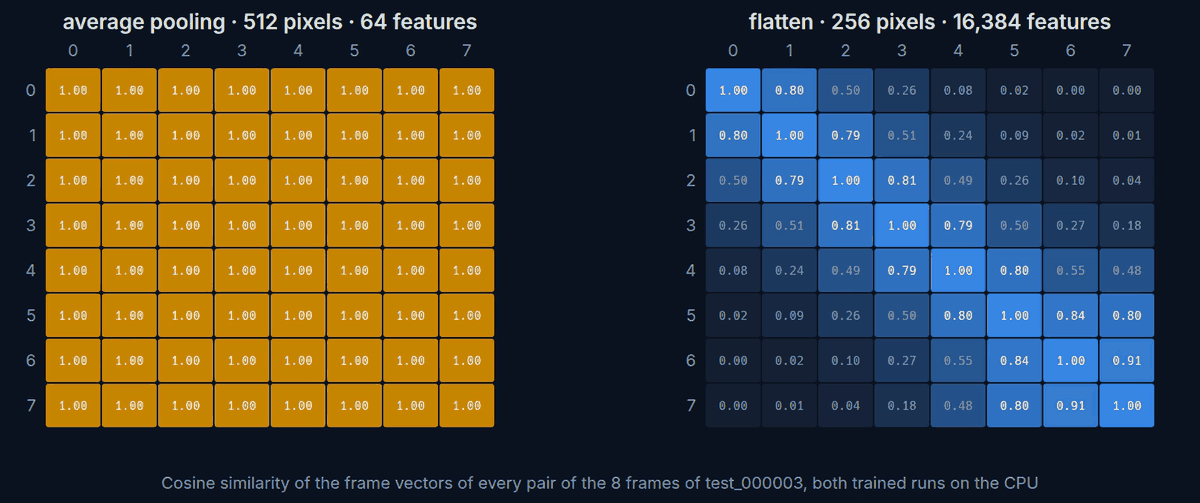 average pooling · 512 pixels · 64 features
0 1 2 3 4 5 6 7
0 1.00 1.00 1.00 1.00 1.00 1.00 1.00 1.00
1 1.00 1.00 1.00 1.00 1.00 1.00 1.00 1.00
2 1.00 1.00 1.00 1.00 1.00 1.00 1.00 1.00
3 1.00 1.00 1.00 1.00 1.00 1.00 1.00 1.00
4 1.00 1.00 1.00 1.00 1.00 1.00 1.00 1.00
5 1.00 1.00 1.00 1.00 1.00 1.00 1.00 1.00
6 1.00 1.00 1.00 1.00 1.00 1.00 1.00 1.00
7 1.00 1.00 1.00 1.00 1.00 1.00 1.00 1.00
flatten · 256 pixels · 16,384 features
0 1 2 3 4 5 6 7
0 1.00 0.80 0.50 0.26 0.08 0.02 0.00 0.00
1 0.80 1.00 0.79 0.51 0.24 0.09 0.02 0.01
2 0.50 0.79 1.00 0.81 0.49 0.26 0.10 0.04
3 0.26 0.51 0.81 1.00 0.79 0.50 0.27 0.18
4 0.08 0.24 0.49 0.79 1.00 0.80 0.55 0.48
5 0.02 0.09 0.26 0.50 0.80 1.00 0.84 0.80
6 0.00 0.02 0.10 0.27 0.55 0.84 1.00 0.91
7 0.00 0.01 0.04 0.18 0.48 0.80 0.91 1.00
Cosine similarity of the frame vectors of every pair of the 8 frames of test_000003, both trained runs on the CPU